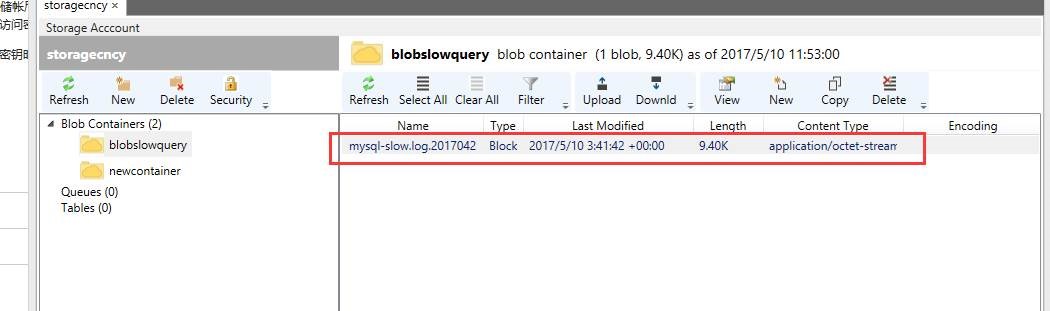 储帐户
storagecncy ×
访问密
Storage Acccount
密钥时
storagecncy
blobslowquery blob container (1 blob, 9.40K) as of 2017/5/10 11:53:00
Refresh New Delete Security
Refresh Select All Clear All Filter Upload Downld View New Copy Delete
Blob Containers (2)
blobslowquery
newcontainer
Queues (0)
Tables (0)
Name Type Last Modified Length Content Type Encoding
mysql-slow.log.2017042 Block 2017/5/10 3:41:42 +00:00 9.40K application/octet-stream